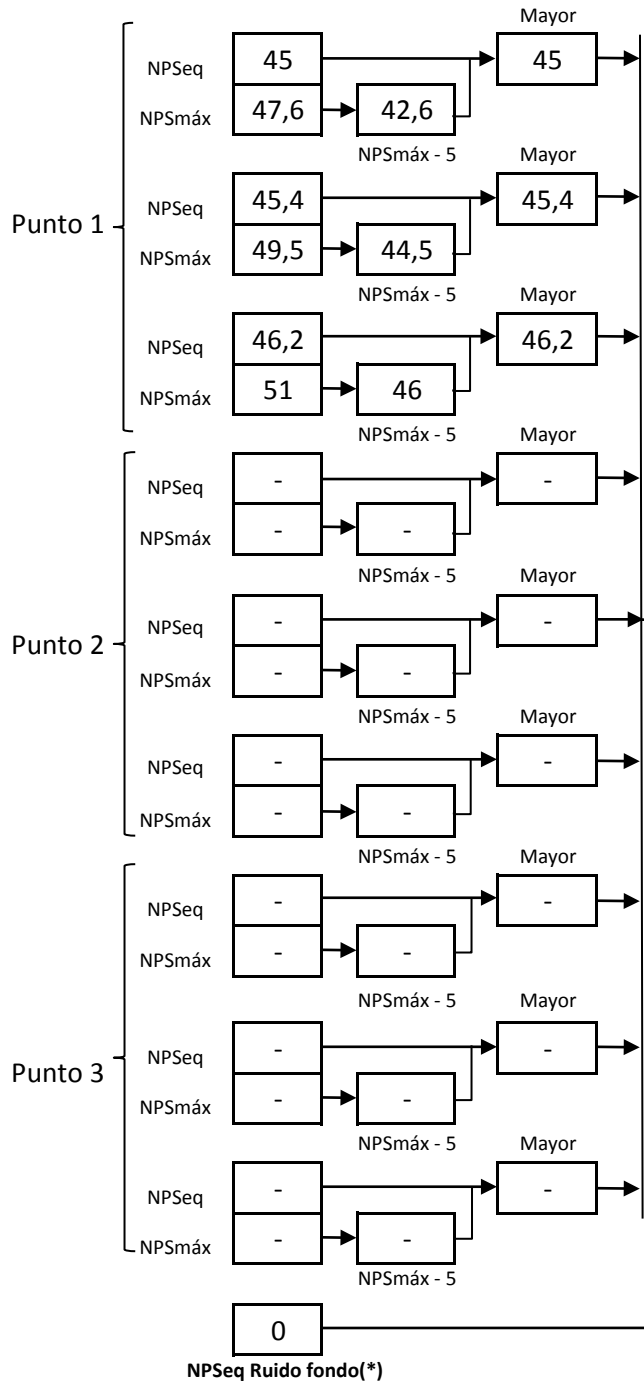 Mayor
NPSeq 45 45
NPSmáx 47,6 42,6
NPSmáx - 5 Mayor
Punto 1
NPSeq 45,4 45,4
NPSmáx 49,5 44,5
NPSmáx - 5 Mayor
NPSeq 46,2 46,2
NPSmáx 51 46
NPSmáx - 5 Mayor
NPSeq - -
NPSmáx - -
NPSmáx - 5 Mayor
Punto 2
NPSeq - -
NPSmáx - -
NPSmáx - 5 Mayor
NPSeq - -
NPSmáx - -
NPSmáx - 5 Mayor
NPSeq - -
NPSmáx - -
NPSmáx - 5 Mayor
Punto 3
NPSeq - -
NPSmáx - -
NPSmáx - 5 Mayor
NPSeq - -
NPSmáx - -
NPSmáx - 5
0
NPSeq Ruido fondo(*)